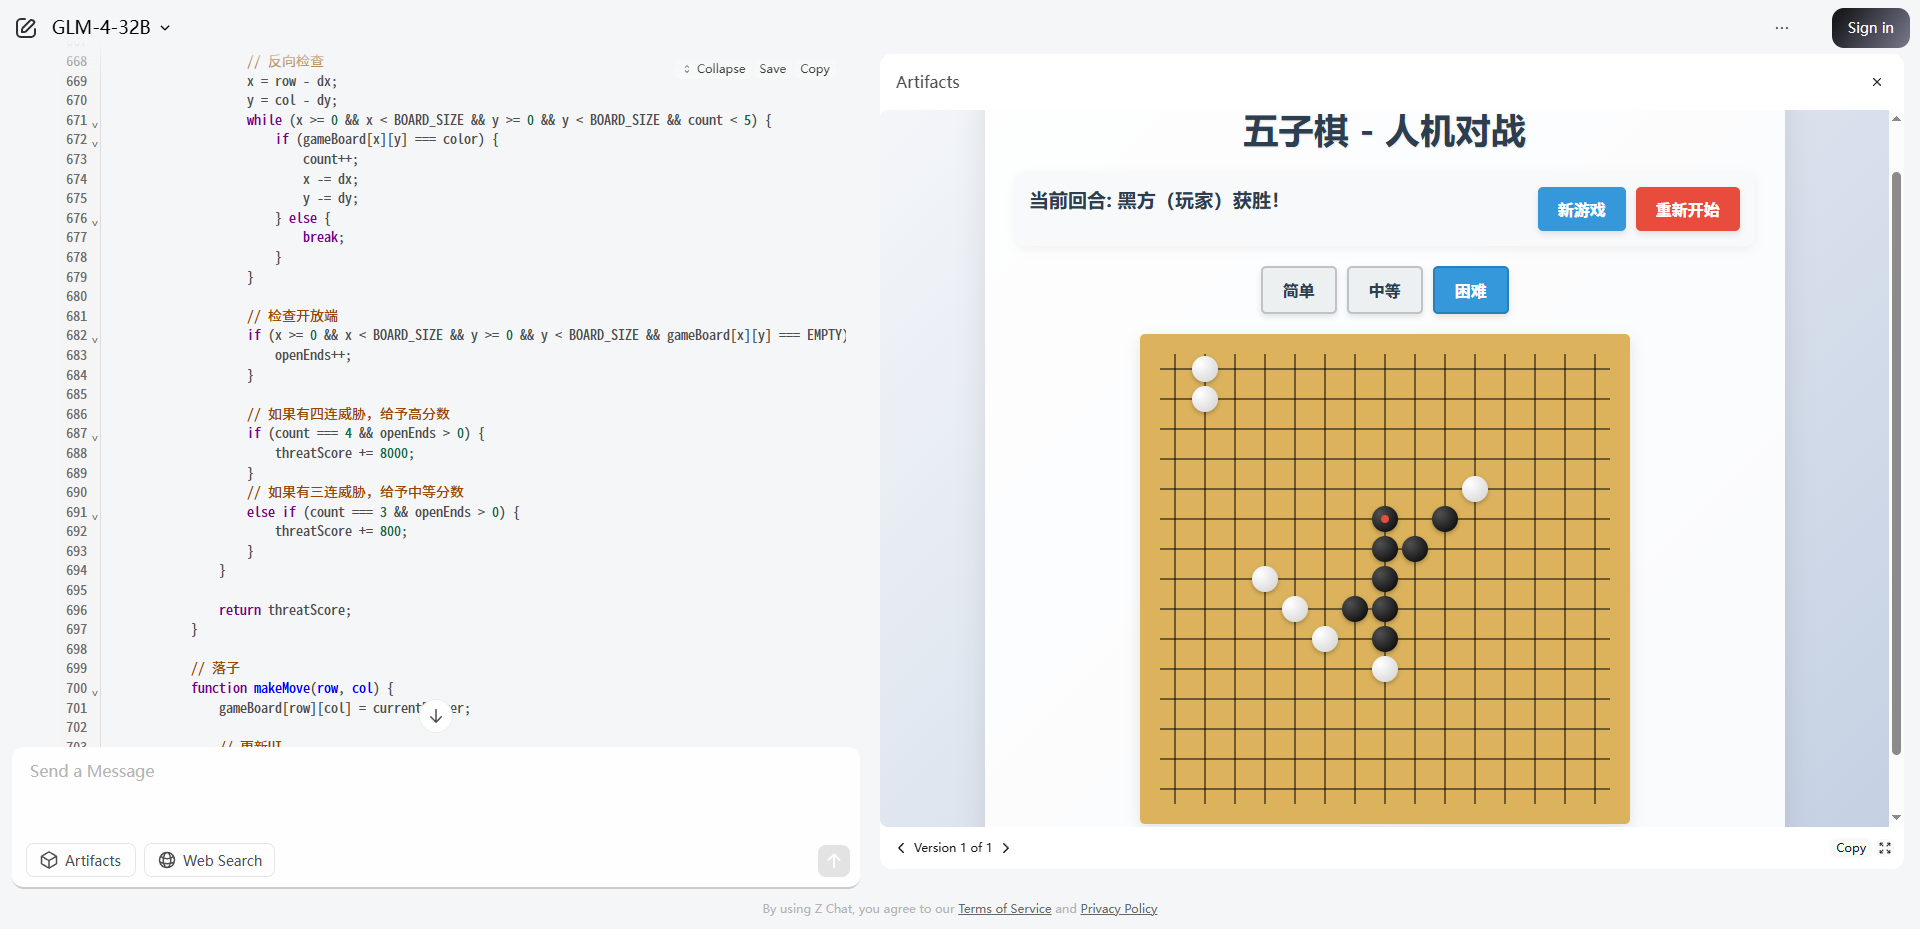 GLM-4-32B
Sign in
Collapse Save Copy
668 // 反向检查
669 x = row - dx;
670 y = col - dy;
671 while (x >= 0 && x < BOARD_SIZE && y >= 0 && y < BOARD_SIZE && count < 5) {
672 if (gameBoard[x][y] === color) {
673 count++;
674 x -= dx;
675 y -= dy;
676 } else {
677 break;
678 }
679 }
680
681 // 检查开放端
682 if (x >= 0 && x < BOARD_SIZE && y >= 0 && y < BOARD_SIZE && gameBoard[x][y] === EMPTY)
683 openEnds++;
684 }
685
686 // 如果有四连威胁，给予高分数
687 if (count === 4 && openEnds > 0) {
688 threatScore += 8000;
689 }
690 // 如果有三连威胁，给予中等分数
691 else if (count === 3 && openEnds > 0) {
692 threatScore += 800;
693 }
694 }
695
696 return threatScore;
697 }
698
699 // 落子
700 function makeMove(row, col) {
701 gameBoard[row][col] =
702
703 // 更新UI
Send a Message
Artifacts Web Search
Artifacts
五子棋 - 人机对战
当前回合: 黑方（玩家）获胜！
新游戏 重新开始
简单 中等 困难
Version 1 of 1
Copy
By using Z Chat, you agree to our Terms of Service and Privacy Policy